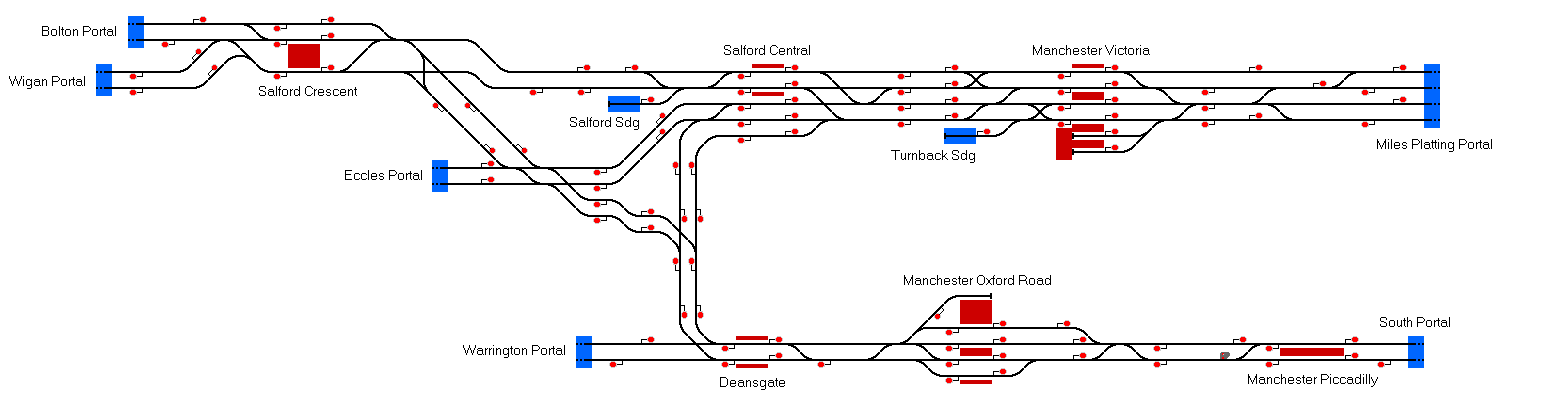 Bolton Portal
Wigan Portal
Salford Crescent
Salford Central
Manchester Victoria
Salford Sdg
Turnback Sdg
Miles Platting Portal
Eccles Portal
Manchester Oxford Road
South Portal
Warrington Portal
Deansgate
Manchester Piccadilly